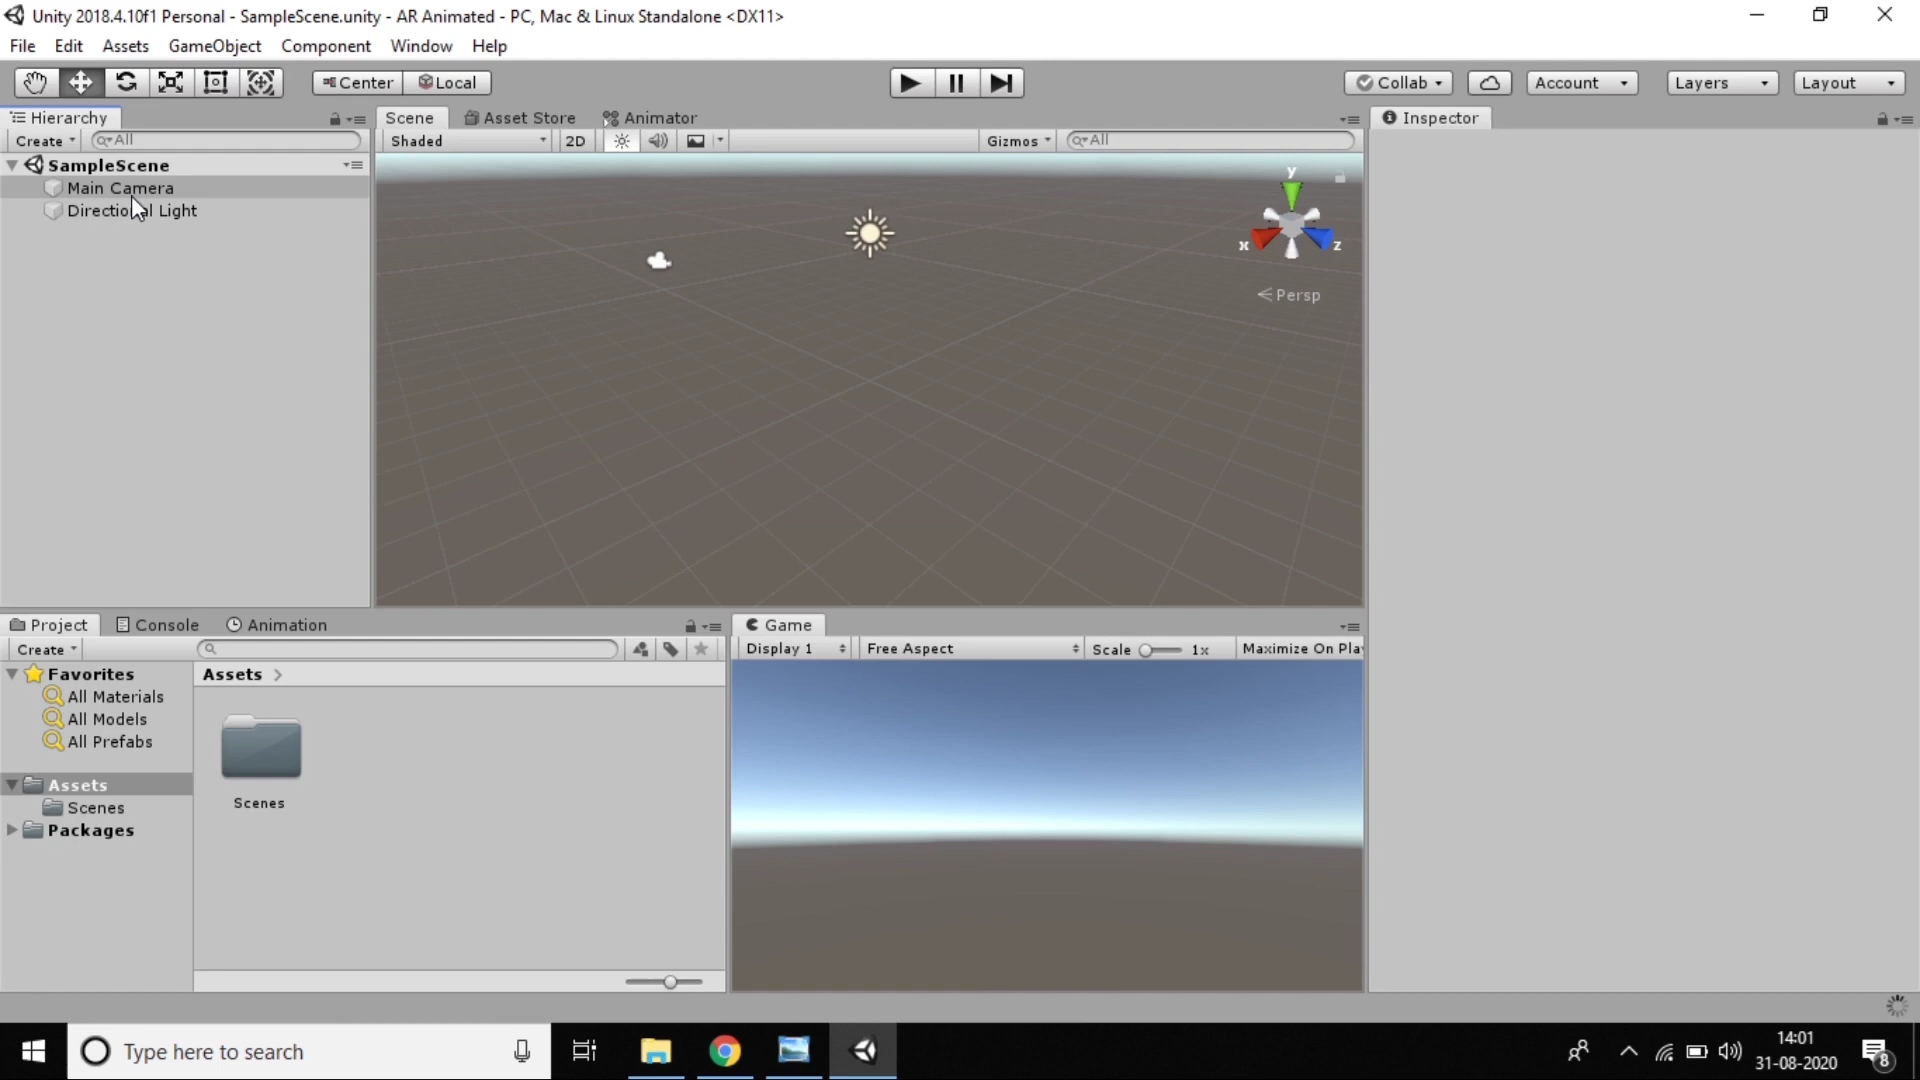 Unity 2018.4.10f1 Personal - SampleScene.unity - AR Animated - PC, Mac & Linux Standalone <DX11>
File Edit Assets GameObject Component Window Help
Center Local Collab Account Layers Layout
Hierarchy Scene Asset Store Animator Inspector
Create All Shaded 2D Gizmos All
SampleScene
Main Camera
Directional Light
y
x z
Persp
Project Console Animation Game
Create Display 1 Free Aspect Scale 1x Maximize On Pla
Favorites Assets
All Materials
All Models
All Prefabs
Assets
Scenes Scenes
Packages
Type here to search
14:01
31-08-2020
8